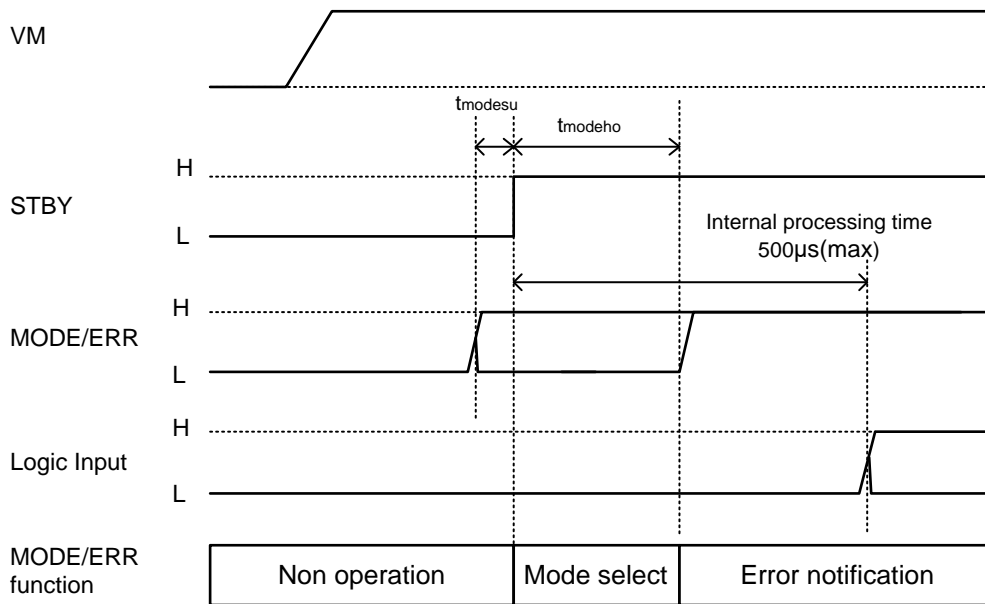 VM
tmodesu
tmodeho
H
STBY
L
Internal processing time
500µs(max)
H
MODE/ERR
L
H
Logic Input
L
MODE/ERR
function
Non operation
Mode select
Error notification